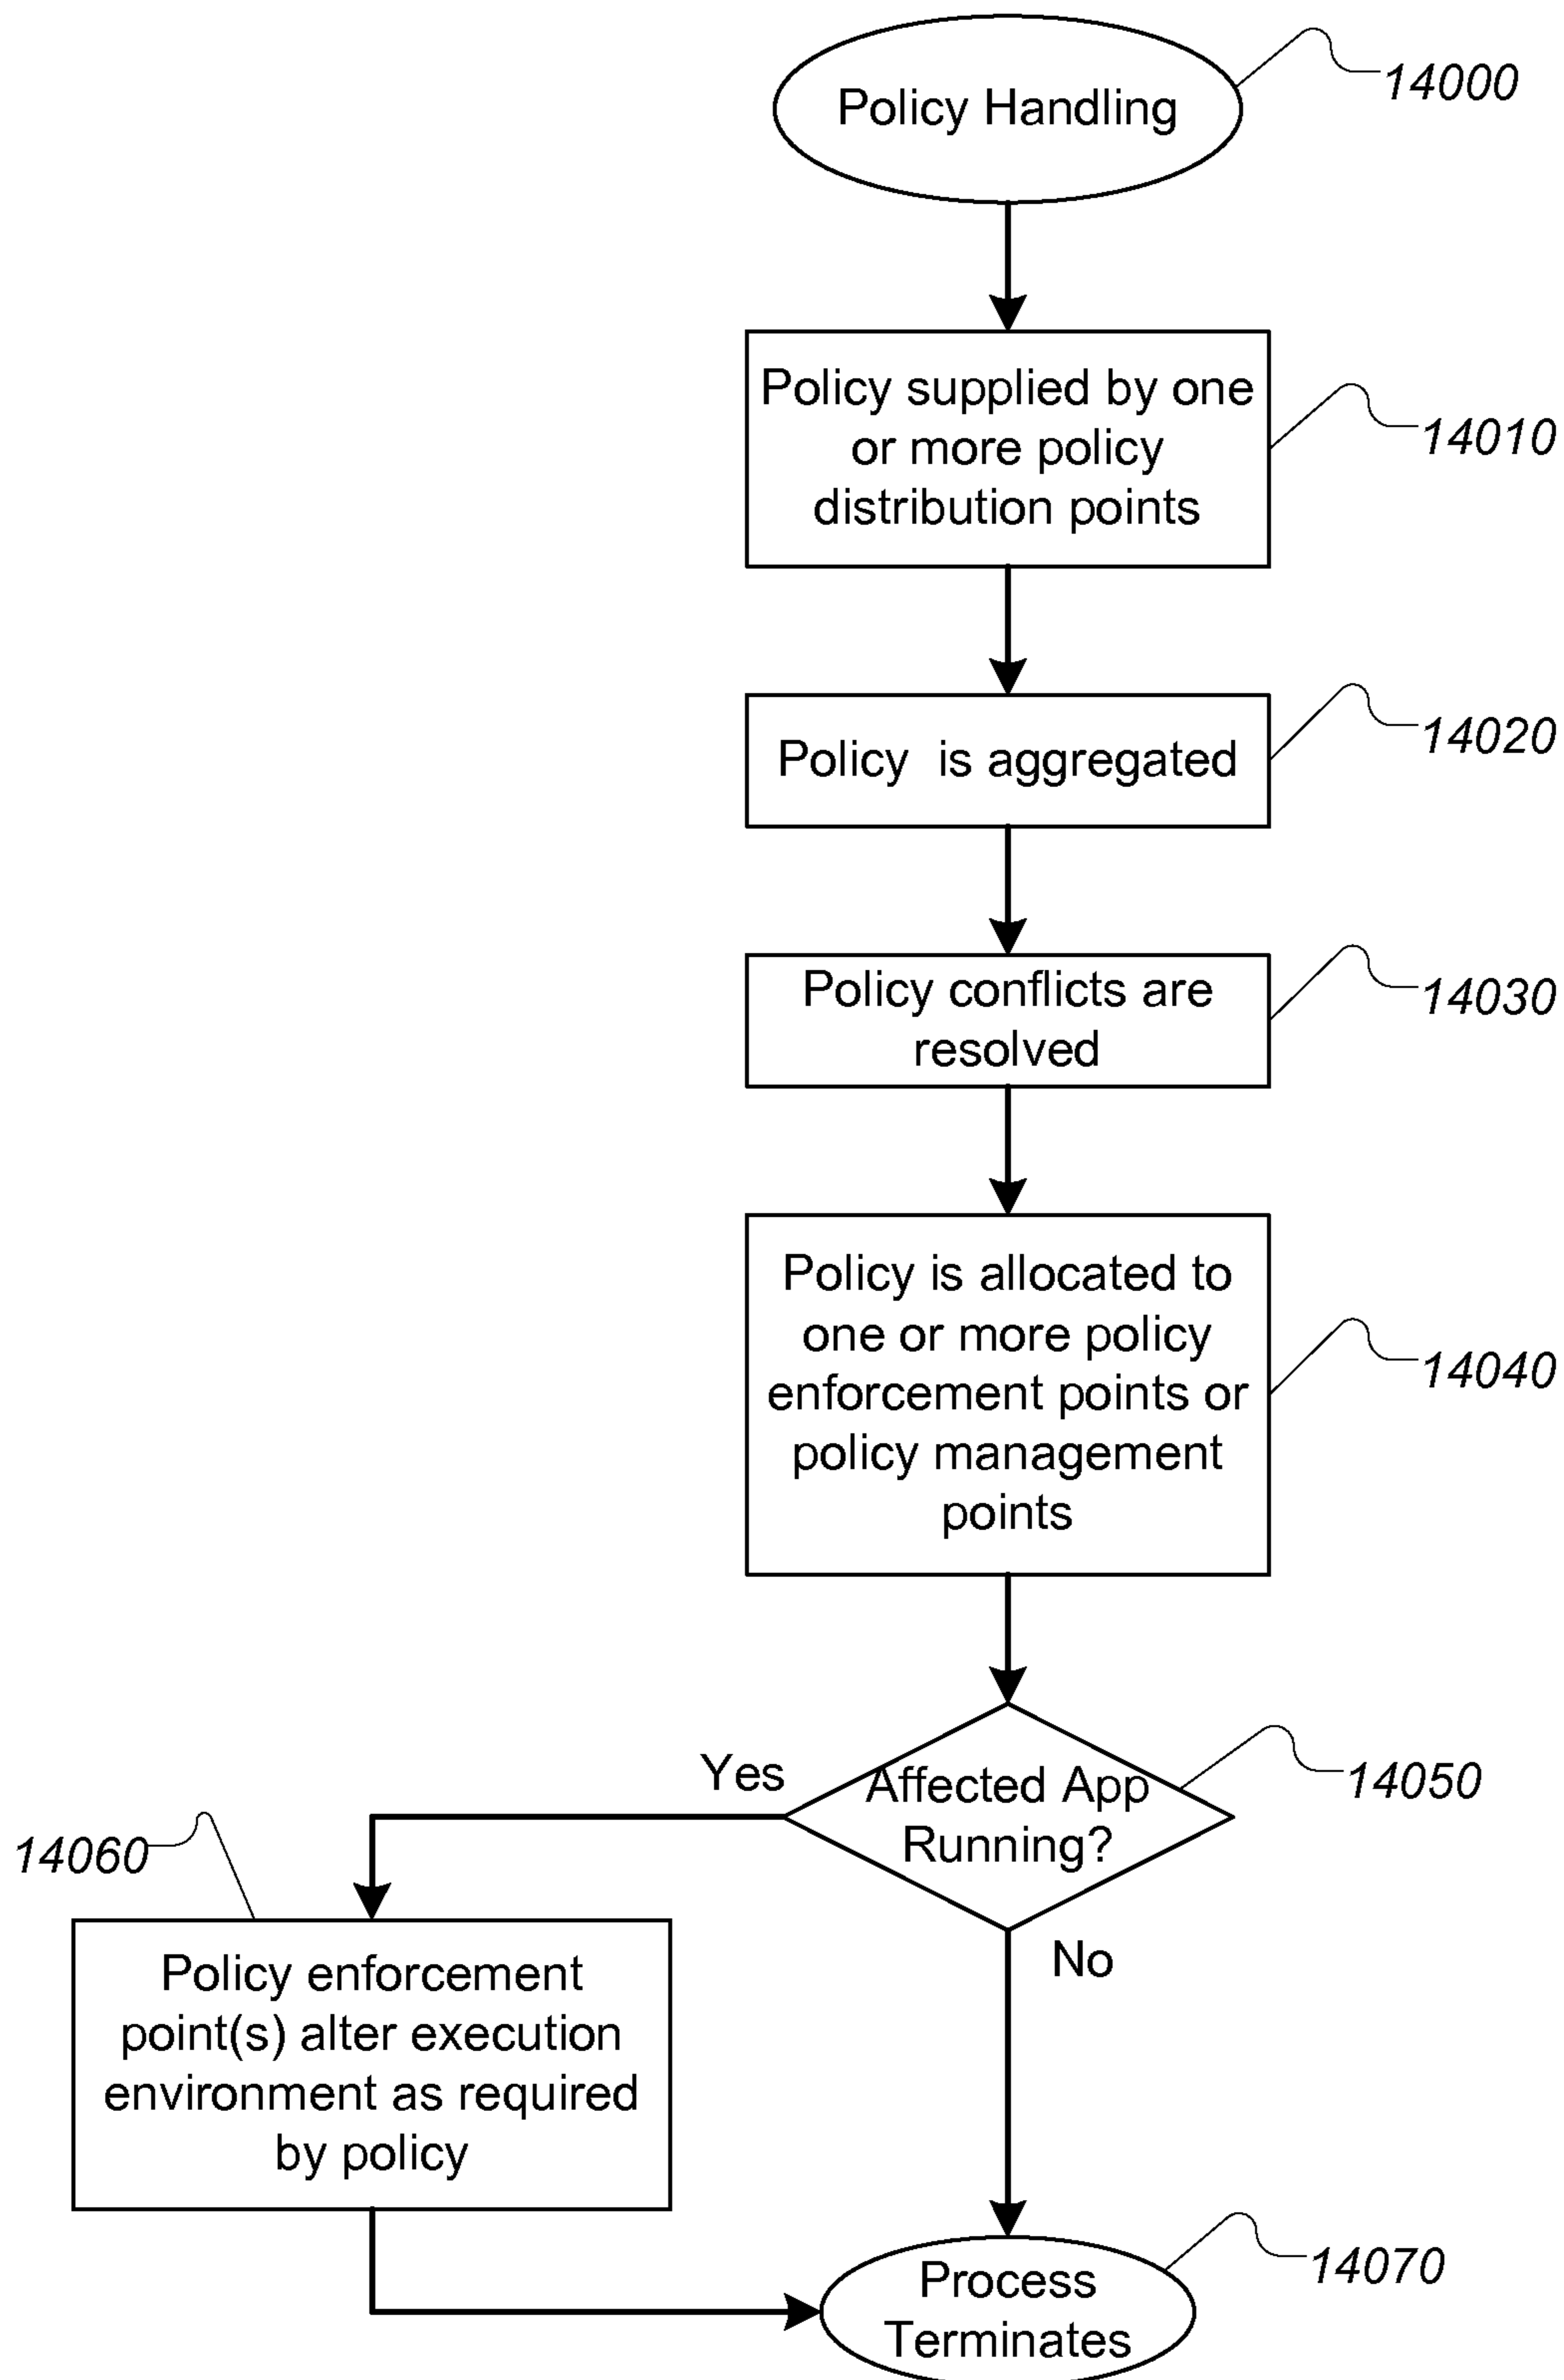 Policy Handling
14000
Policy supplied by one
or more policy
distribution points
14010
Policy is aggregated
14020
Policy conflicts are
resolved
14030
Policy is allocated to
one or more policy
enforcement points or
policy management
points
14040
Affected App
Running?
14050
Yes
No
14060
Policy enforcement
point(s) alter execution
environment as required
by policy
Process
Terminates
14070